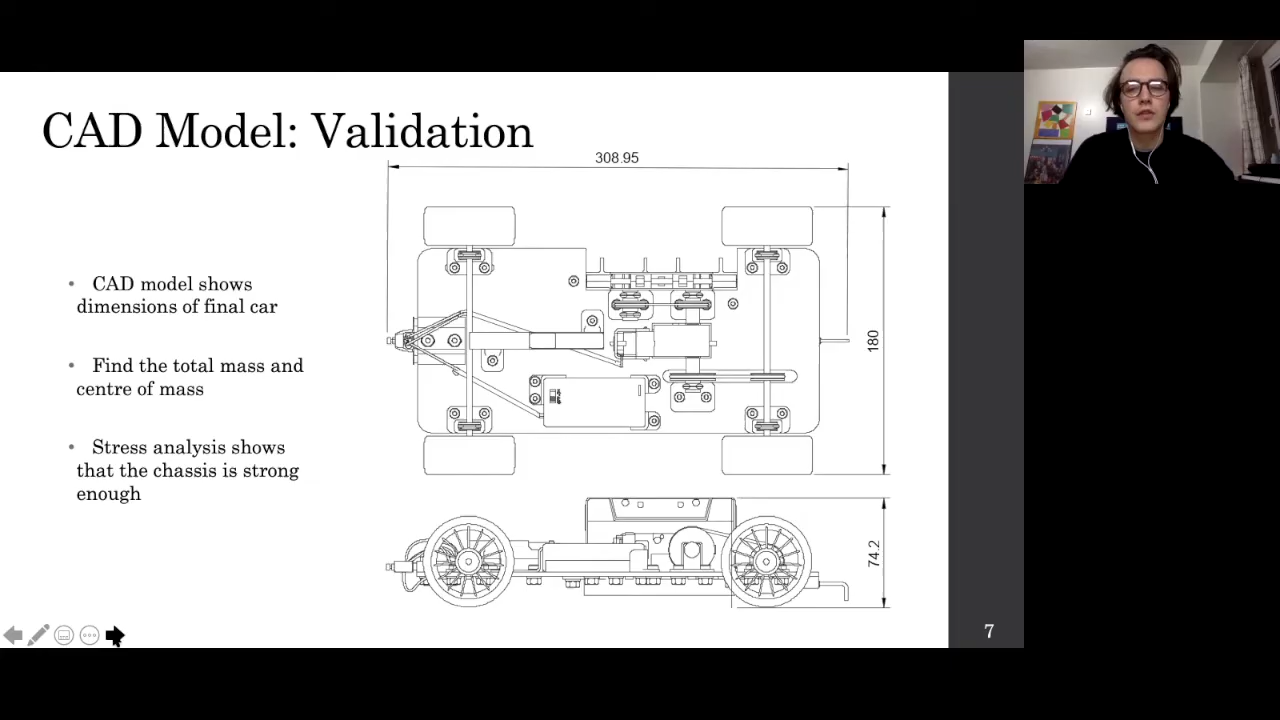 CAD Model: Validation
308.95
• CAD model shows
dimensions of final car
• Find the total mass and
centre of mass
• Stress analysis shows
that the chassis is strong
enough
180
74.2
7